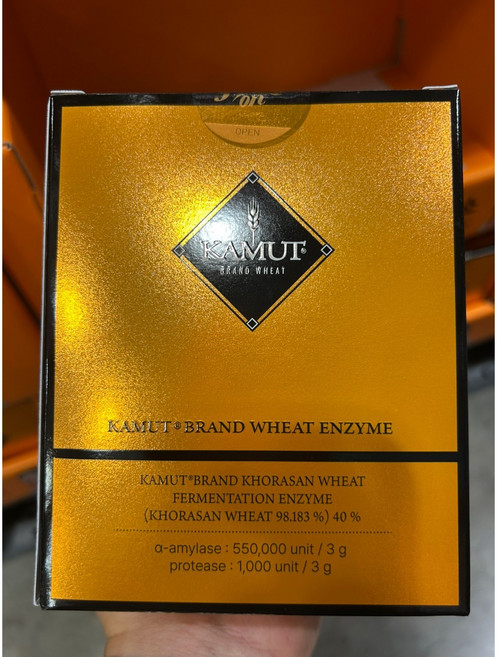 on
OPEN
KAMUT®
BRAND WHEAT
KAMUT® BRAND WHEAT ENZYME
KAMUT®BRAND KHORASAN WHEAT
FERMENTATION ENZYME
(KHORASAN WHEAT 98.183 %) 40 %
α-amylase : 550,000 unit / 3 g
protease : 1,000 unit / 3 g